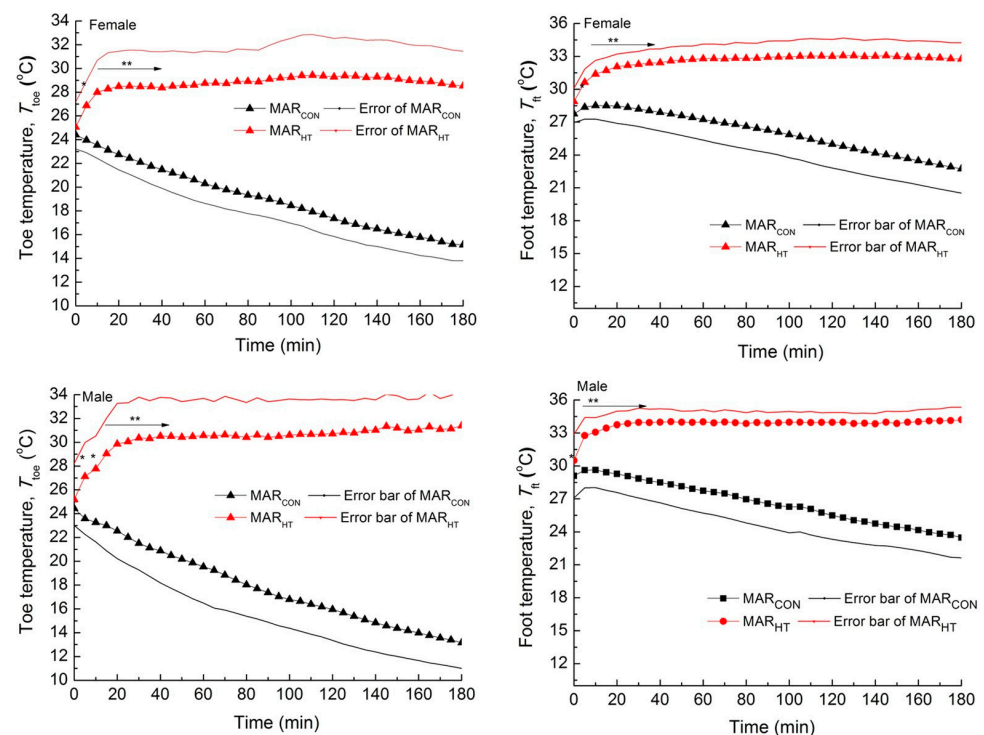 Female
Toe temperature, T_toe (°C)
34
32
30
28
26
24
22
20
18
16
14
12
10
*
**
MAR_CON
Error of MAR_CON
MAR_HT
Error of MAR_HT
0 20 40 60 80 100 120 140 160 180
Time (min)
Female
Foot temperature, T_ft (°C)
36
33
30
27
24
21
18
15
12
**
MAR_CON
Error bar of MAR_CON
MAR_HT
Error bar of MAR_HT
0 20 40 60 80 100 120 140 160 180
Time (min)
Male
Toe temperature, T_toe (°C)
34
32
30
28
26
24
22
20
18
16
14
12
10
* *
**
MAR_CON
Error bar of MAR_CON
MAR_HT
Error bar of MAR_HT
0 20 40 60 80 100 120 140 160 180
Time (min)
Male
Foot temperature, T_ft (°C)
36
33
30
27
24
21
18
15
12
*
**
MAR_CON
Error bar of MAR_CON
MAR_HT
Error bar of MAR_HT
0 20 40 60 80 100 120 140 160 180
Time (min)